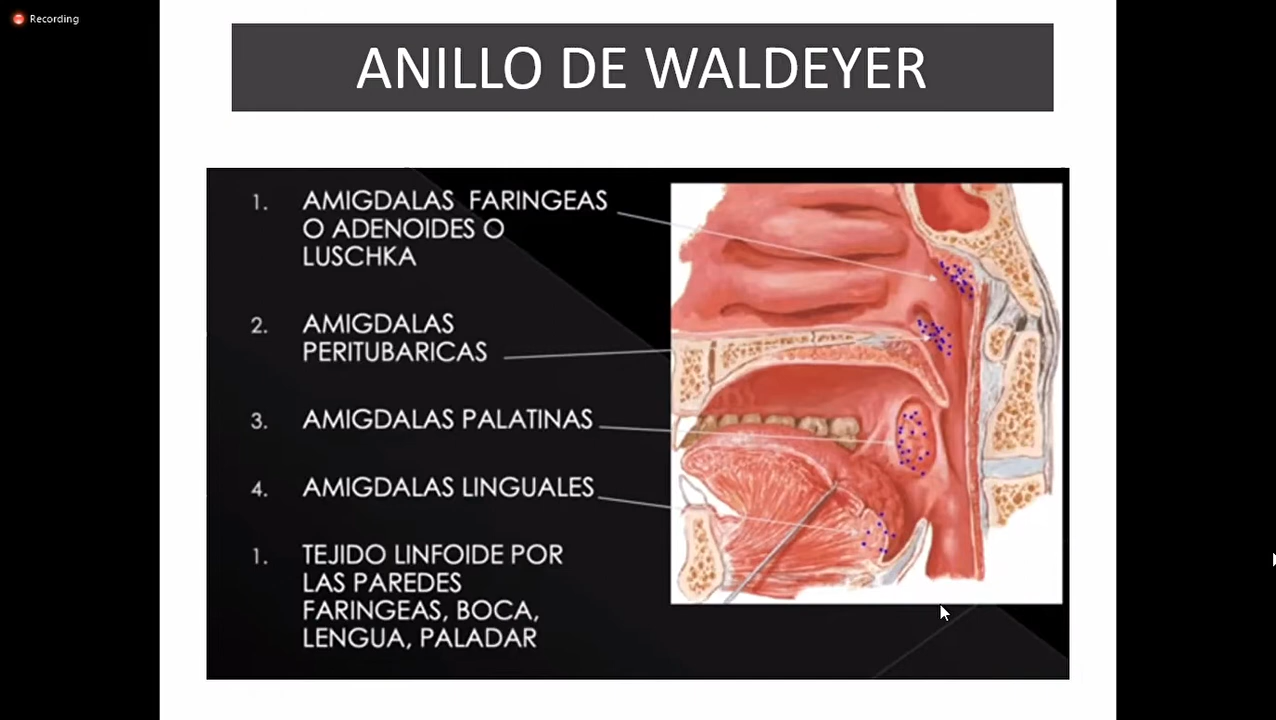 Recording
ANILLO DE WALDEYER
1. AMIGDALAS FARINGEAS
O ADENOIDES O
LUSCHKA
2. AMIGDALAS
PERITUBARICAS
3. AMIGDALAS PALATINAS
4. AMIGDALAS LINGUALES
1. TEJIDO LINFOIDE POR
LAS PAREDES
FARINGEAS, BOCA,
LENGUA, PALADAR